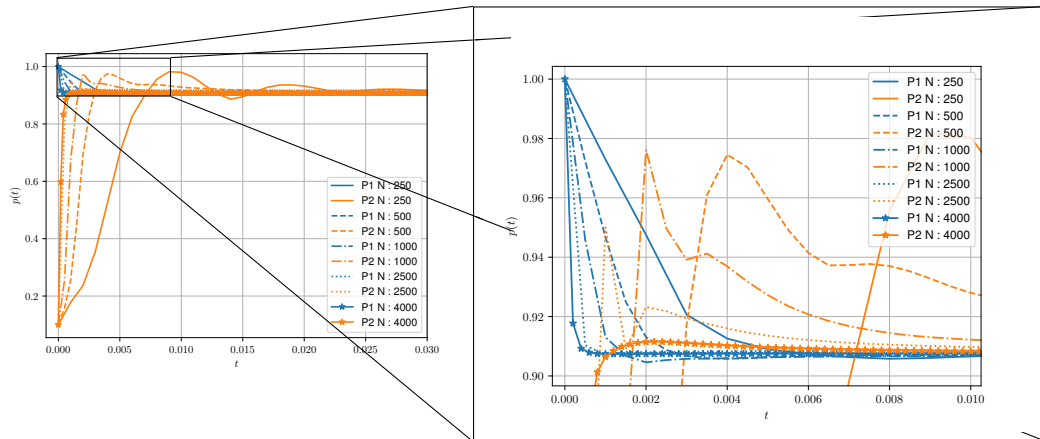 1.0
0.8
0.6
0.4
0.2
p(t)
0.000
0.005
0.010
0.015
0.020
0.025
0.030
t
P1 N : 250
P2 N : 250
P1 N : 500
P2 N : 500
P1 N : 1000
P2 N : 1000
P1 N : 2500
P2 N : 2500
P1 N : 4000
P2 N : 4000
1.00
0.98
0.96
0.94
0.92
0.90
p(t)
0.000
0.002
0.004
0.006
0.008
0.010
t
P1 N : 250
P2 N : 250
P1 N : 500
P2 N : 500
P1 N : 1000
P2 N : 1000
P1 N : 2500
P2 N : 2500
P1 N : 4000
P2 N : 4000